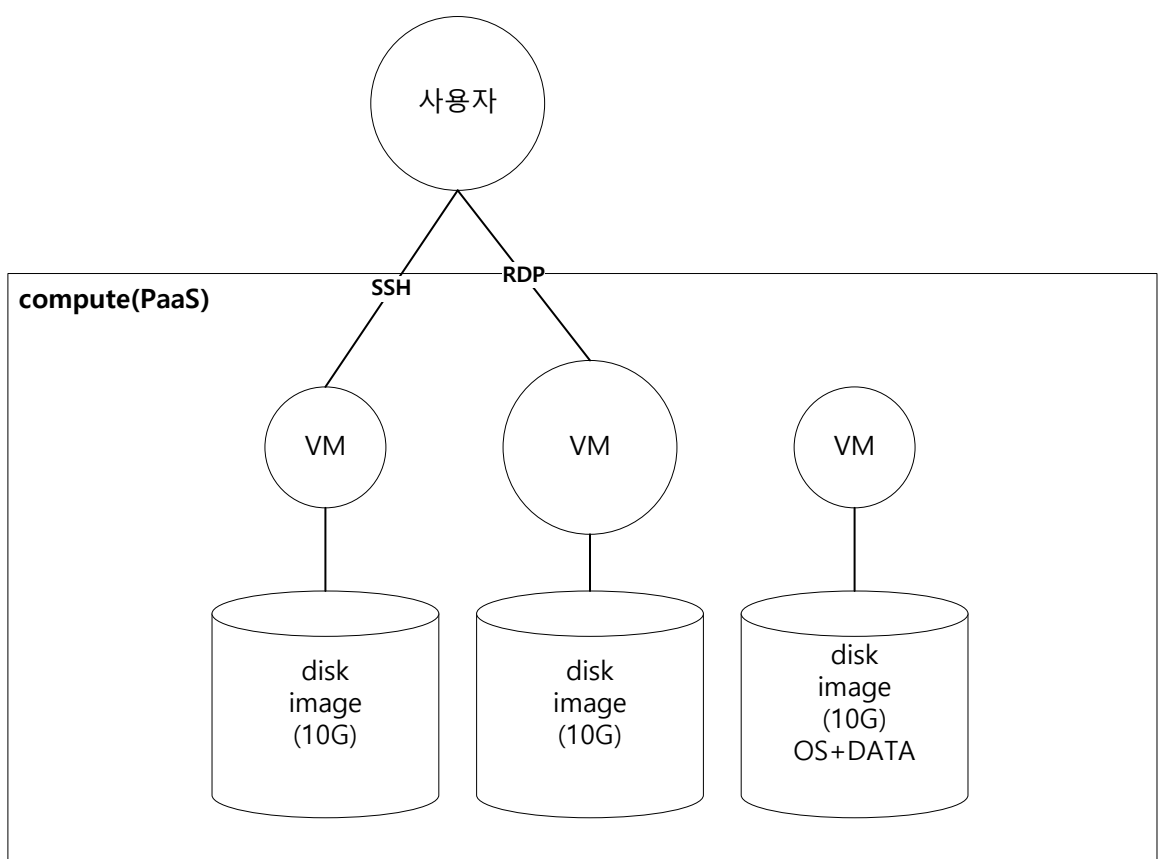 사용자
SSH
RDP
compute(PaaS)
VM
VM
VM
disk
image
(10G)
disk
image
(10G)
disk
image
(10G)
OS+DATA